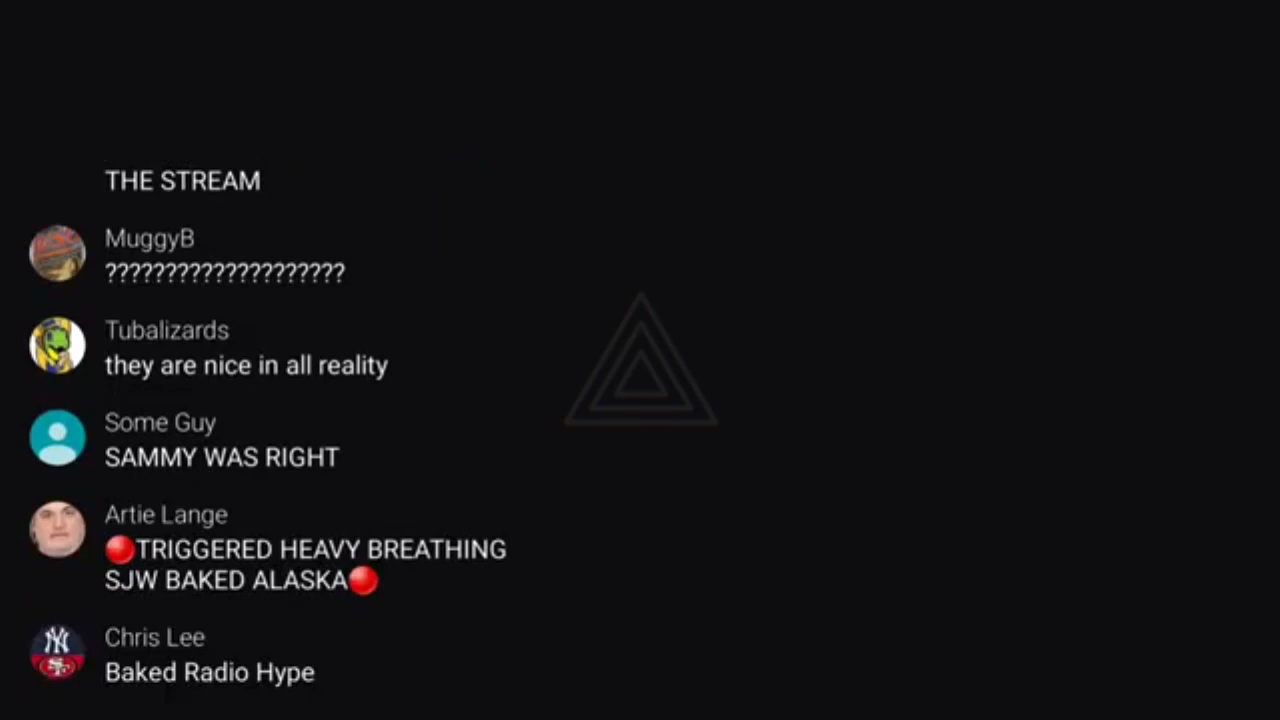 THE STREAM
MuggyB
????????????????????
Tubalizards
they are nice in all reality
Some Guy
SAMMY WAS RIGHT
Artie Lange
🔴TRIGGERED HEAVY BREATHING
SJW BAKED ALASKA🔴
Chris Lee
Baked Radio Hype